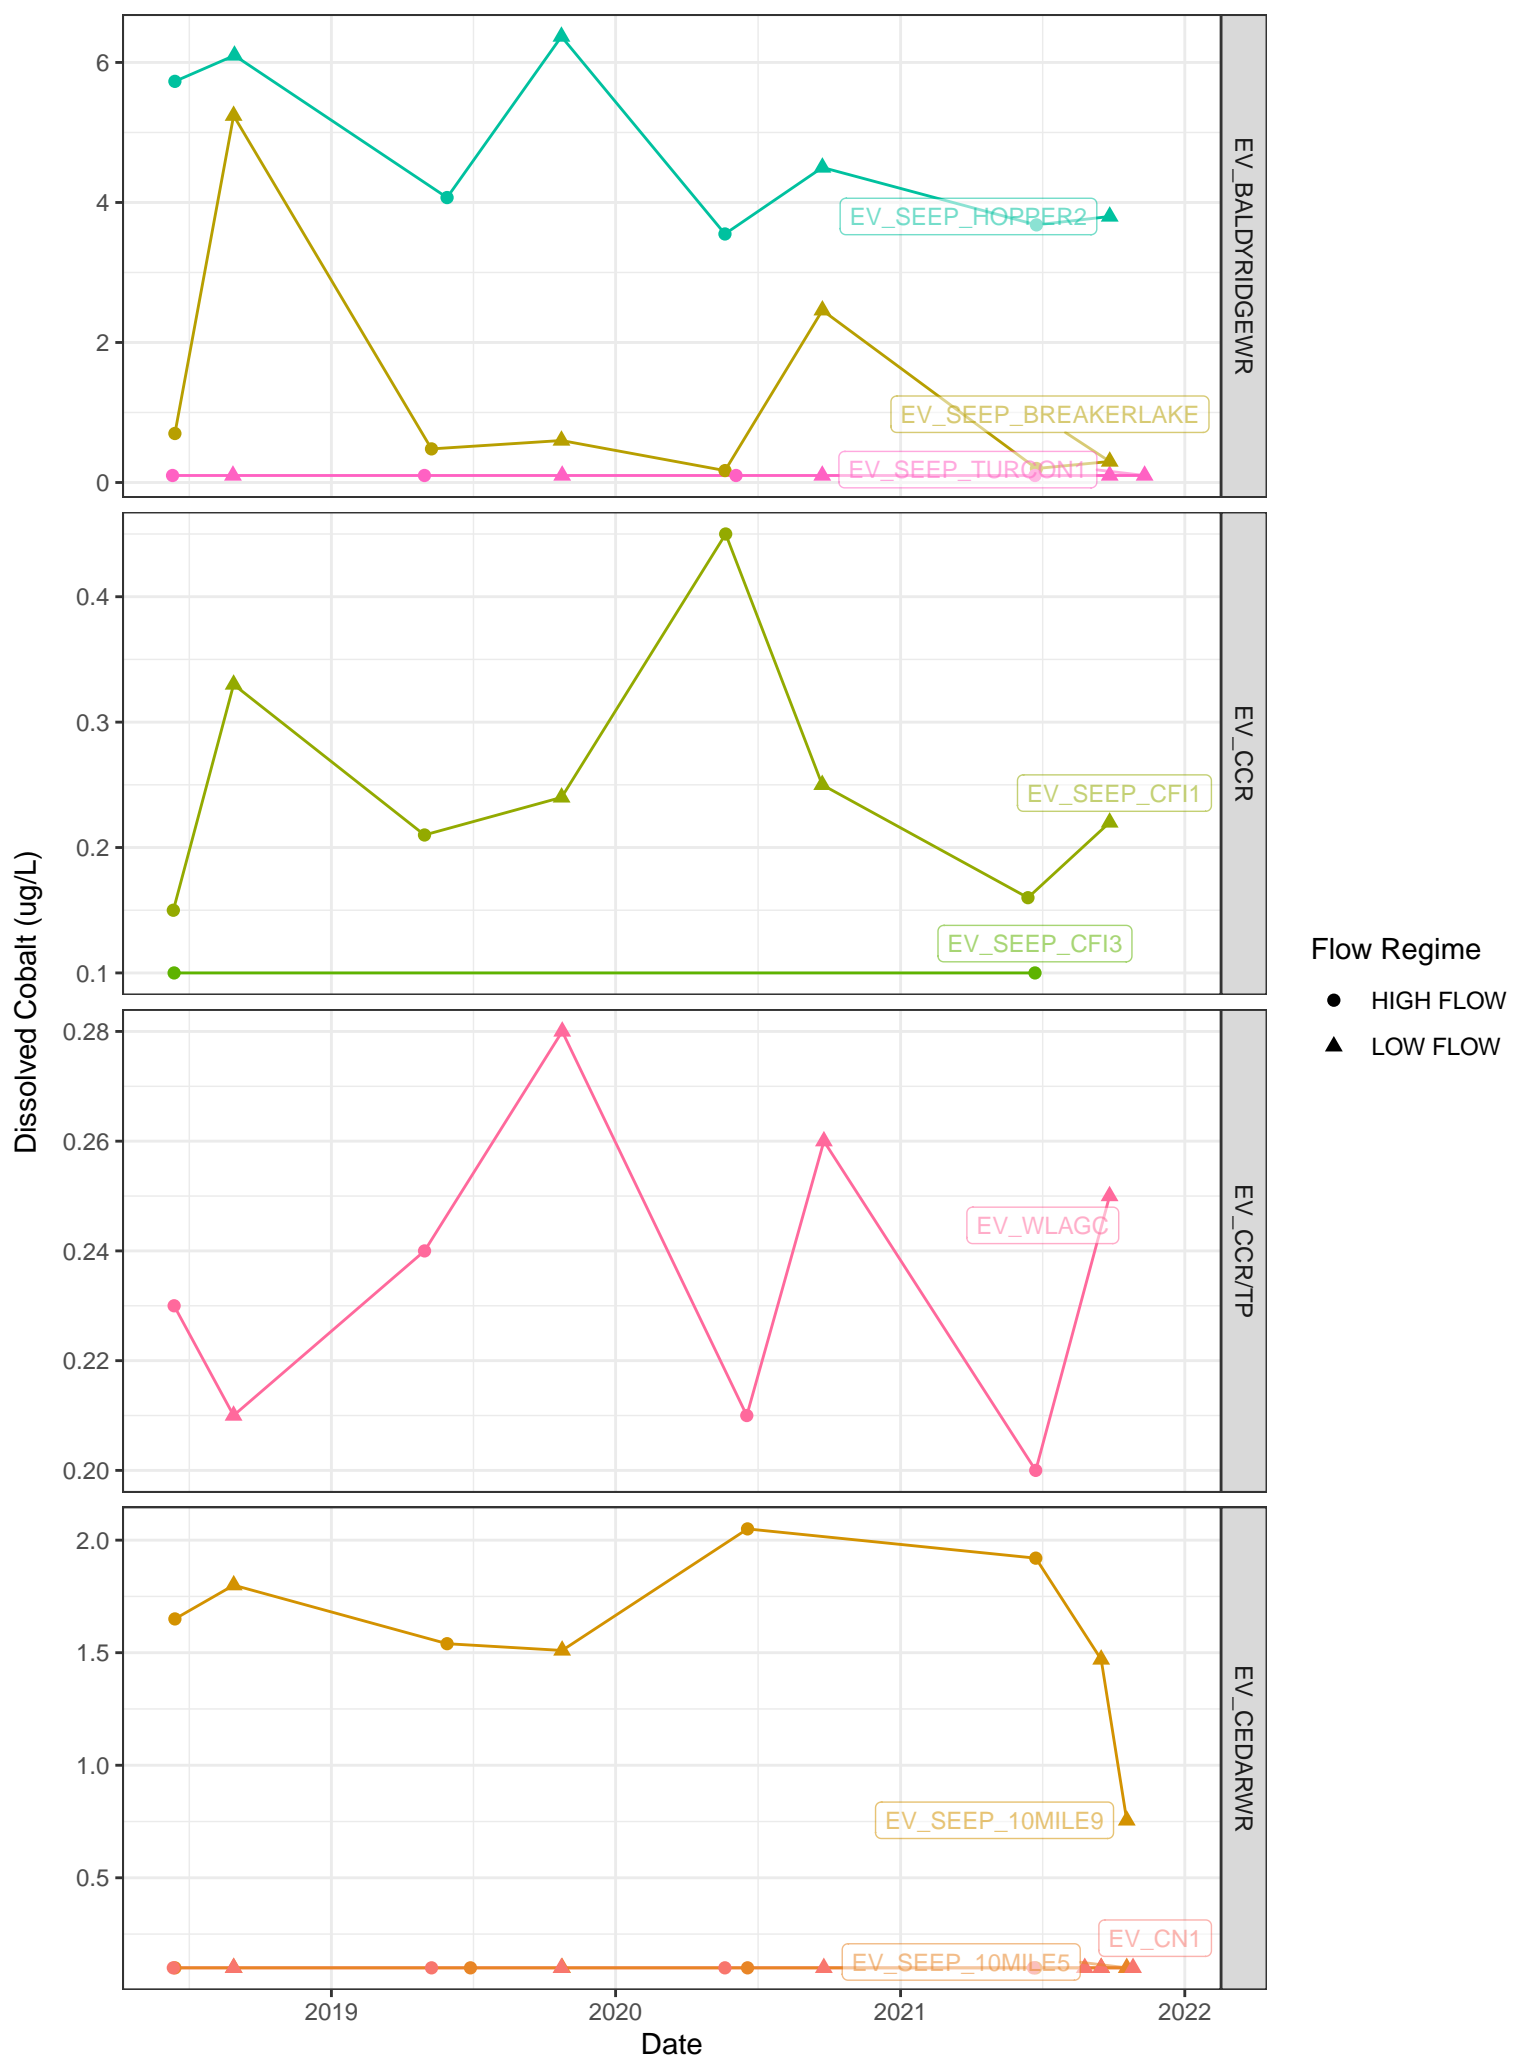 6
4
2
0
EV_SEEP_HOPPER2
EV_SEEP_BREAKERLAKE
EV_SEEP_TURCON1
EV_BALDYRIDGEWR
0.4
0.3
0.2
0.1
EV_SEEP_CFI1
EV_SEEP_CFI3
EV_CCR
0.28
0.26
0.24
0.22
0.20
EV_WLAGC
EV_CCR/TP
2.0
1.5
1.0
0.5
EV_SEEP_10MILE9
EV_CN1
EV_SEEP_10MILE5
EV_CEDARWR
2019
2020
2021
2022
Date
Dissolved Cobalt (ug/L)
Flow Regime
HIGH FLOW
LOW FLOW